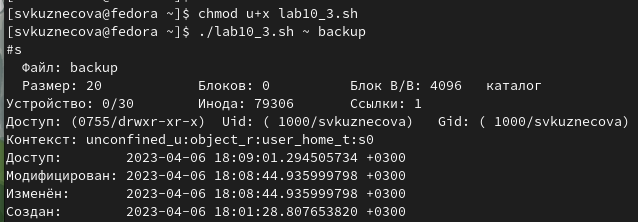 [svkuznecova@fedora ~]$ chmod u+x lab10_3.sh
[svkuznecova@fedora ~]$ ./lab10_3.sh ~ backup
#s
  Файл: backup
  Размер: 20        	Блоков: 0          Блок В/В: 4096   каталог
Устройство: 0/30	Инода: 79306       Ссылки: 1
Доступ: (0755/drwxr-xr-x)  Uid: ( 1000/svkuznecova)   Gid: ( 1000/svkuznecova)
Контекст: unconfined_u:object_r:user_home_t:s0
Доступ:        2023-04-06 18:09:01.294505734 +0300
Модифицирован: 2023-04-06 18:08:44.935999798 +0300
Изменён:       2023-04-06 18:08:44.935999798 +0300
Создан:        2023-04-06 18:01:28.807653820 +0300